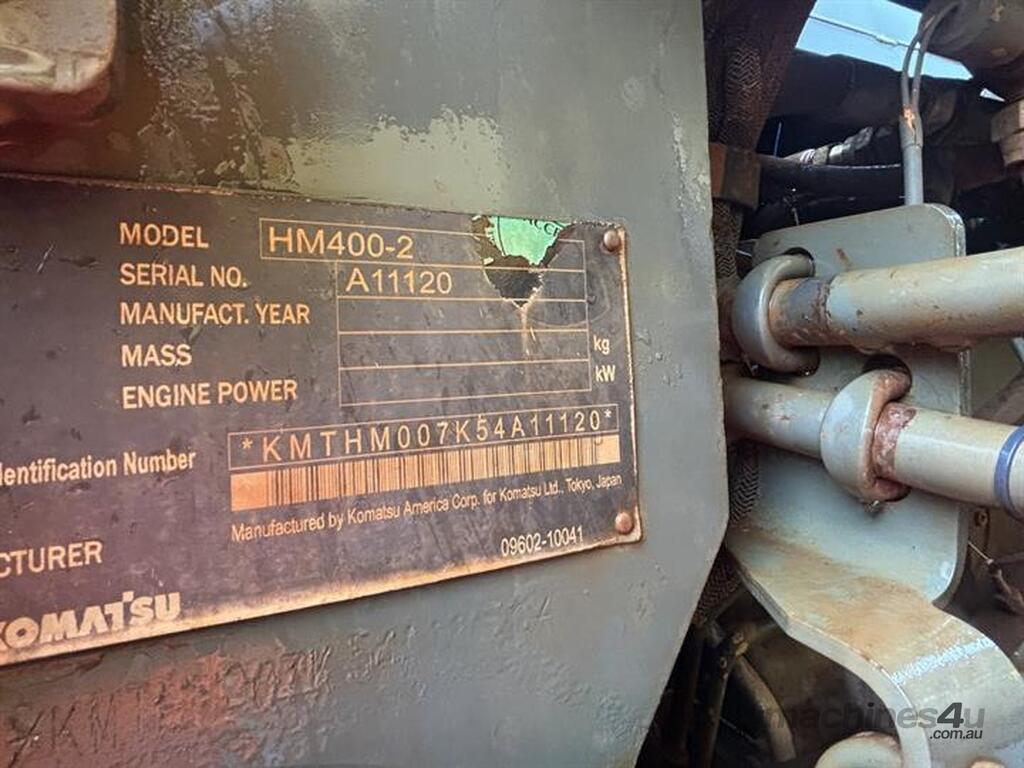 MODEL HM400-2
SERIAL NO. A11120
MANUFACT. YEAR
MASS kg
ENGINE POWER kW
dentification Number *KMTHM007K54A11120*
Manufactured by Komatsu America Corp. for Komatsu Ltd., Tokyo, Japan
CTURER 09602-10041
KOMATSU
machines4u
.com.au